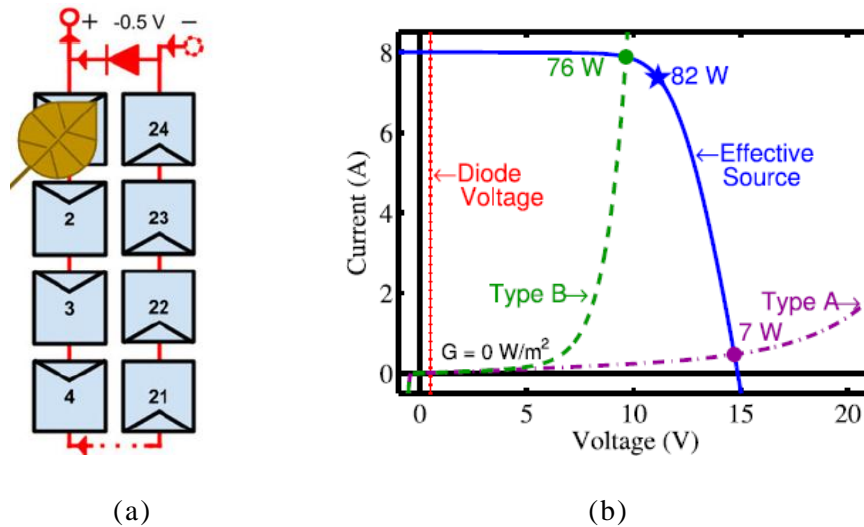 + -0.5 V −
24
2
23
3
22
4
21
(a)
8
6
4
2
0
Current (A)
76 W
82 W
←Diode
Voltage
←Effective
Source
Type B→
Type A→
G = 0 W/m²
7 W
0 5 10 15 20
Voltage (V)
(b)